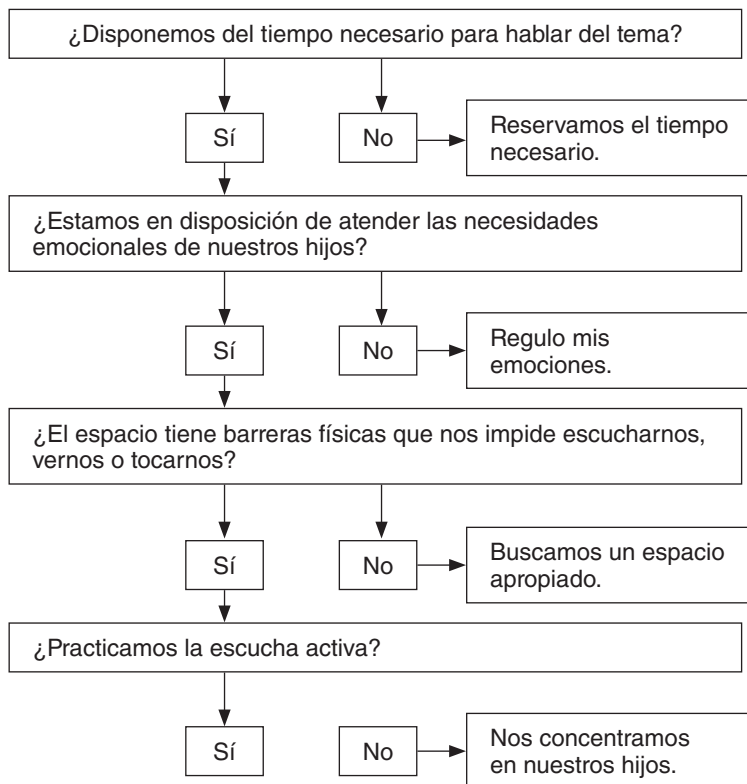 ¿Disponemos del tiempo necesario para hablar del tema?
Sí
No
Reservamos el tiempo
necesario.
¿Estamos en disposición de atender las necesidades
emocionales de nuestros hijos?
Sí
No
Regulo mis
emociones.
¿El espacio tiene barreras físicas que nos impide escucharnos,
vernos o tocarnos?
Sí
No
Buscamos un espacio
apropiado.
¿Practicamos la escucha activa?
Sí
No
Nos concentramos
en nuestros hijos.